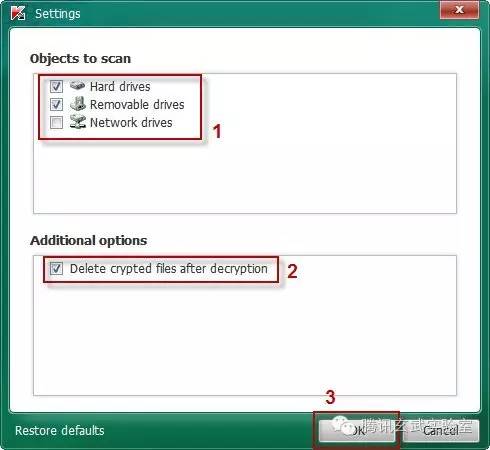 Settings
x
Objects to scan
Hard drives
Removable drives
Network drives
1
Additional options
Delete crypted files after decryption
2
3
Restore defaults
OK
Cancel
腾讯玄武实验室